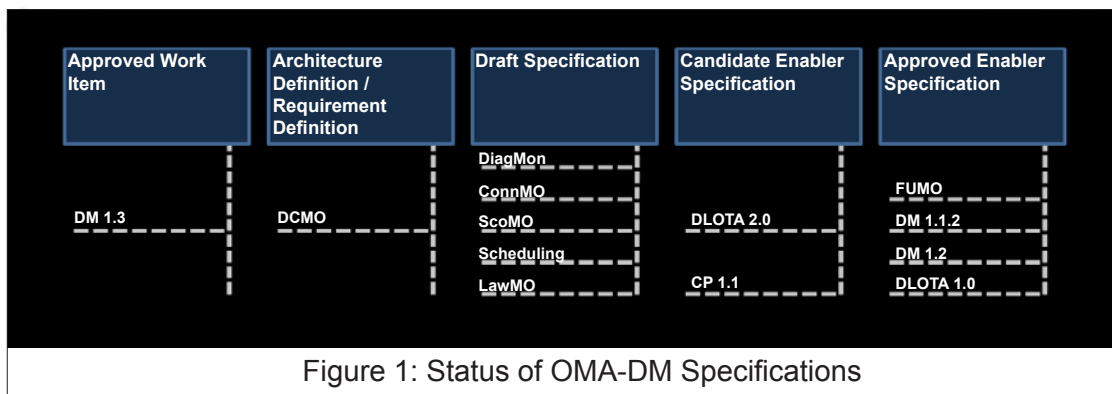 Approved Work
Item
Architecture
Definition /
Requirement
Definition
Draft Specification
Candidate Enabler
Specification
Approved Enabler
Specification
DM 1.3
DCMO
DiagMon
ConnMO
ScoMO
Scheduling
LawMO
DLOTA 2.0
CP 1.1
FUMO
DM 1.1.2
DM 1.2
DLOTA 1.0
Figure 1: Status of OMA-DM Specifications